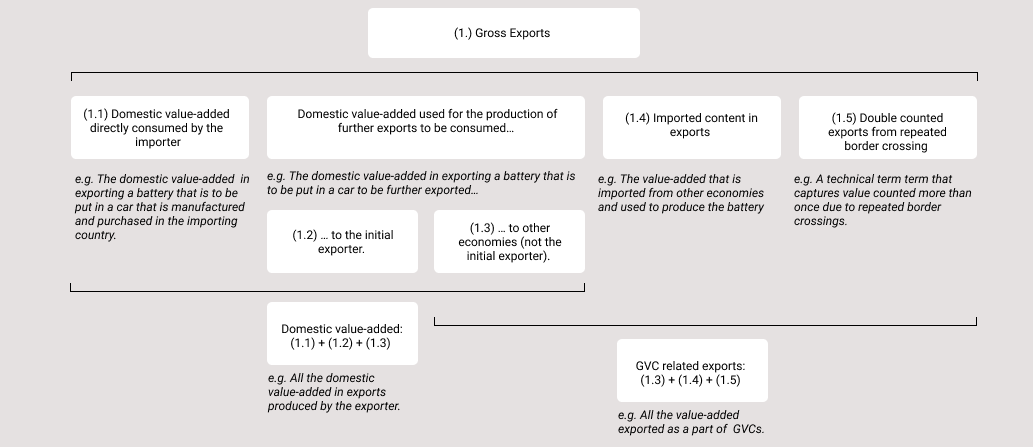 (1.) Gross Exports
(1.1) Domestic value-added
directly consumed by the
importer
Domestic value-added used for the production of
further exports to be consumed...
(1.4) Imported content in
exports
(1.5) Double counted
exports from repeated
border crossing
e.g. The domestic value-added in
exporting a battery that is to be
put in a car that is manufactured
and purchased in the importing
country.
e.g. The domestic value-added in exporting a battery that is
to be put in a car to be further exported...
e.g. The value-added that is
imported from other economies
and used to produce the battery
e.g. A technical term term that
captures value counted more than
once due to repeated border
crossings.
(1.2) ... to the initial
exporter.
(1.3) ... to other
economies (not the
initial exporter).
Domestic value-added:
(1.1) + (1.2) + (1.3)
e.g. All the domestic
value-added in exports
produced by the exporter.
GVC related exports:
(1.3) + (1.4) + (1.5)
e.g. All the value-added
exported as a part of GVCs.